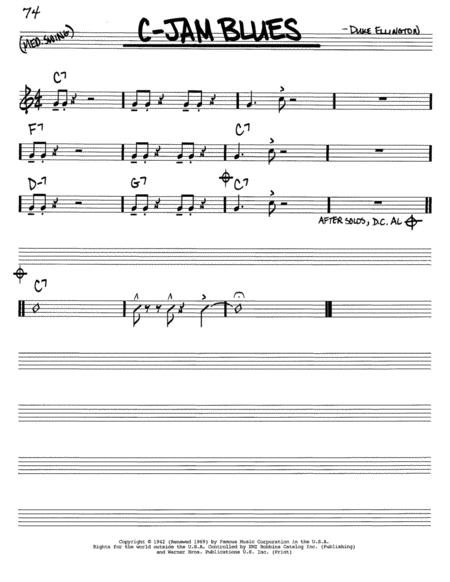 74
C-JAM BLUES
(MED. SWING)
- DUKE ELLINGTON
C7
F7 C7
D-7 G7 C7
AFTER SOLOS, D.C. AL
C7
Copyright © 1942 (Renewed 1969) by Famous Music Corporation in the U.S.A.
Rights for the world outside the U.S.A. Controlled by EMI Robbins Catalog Inc. (Publishing)
and Warner Bros. Publications U.S. Inc. (Print)